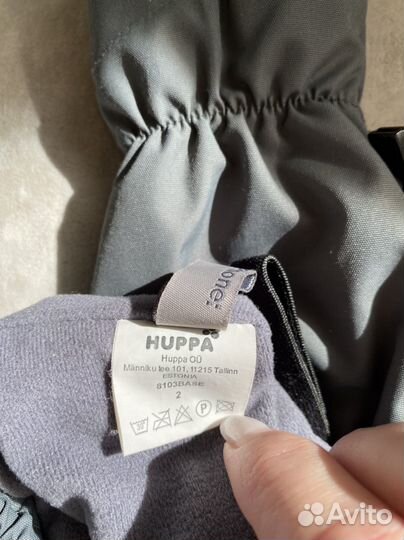 one:
HUPPA
Huppa OÜ
Männiku tee 101, 11215 Tallinn
ESTONIA
8103BASE
2
P
Avito